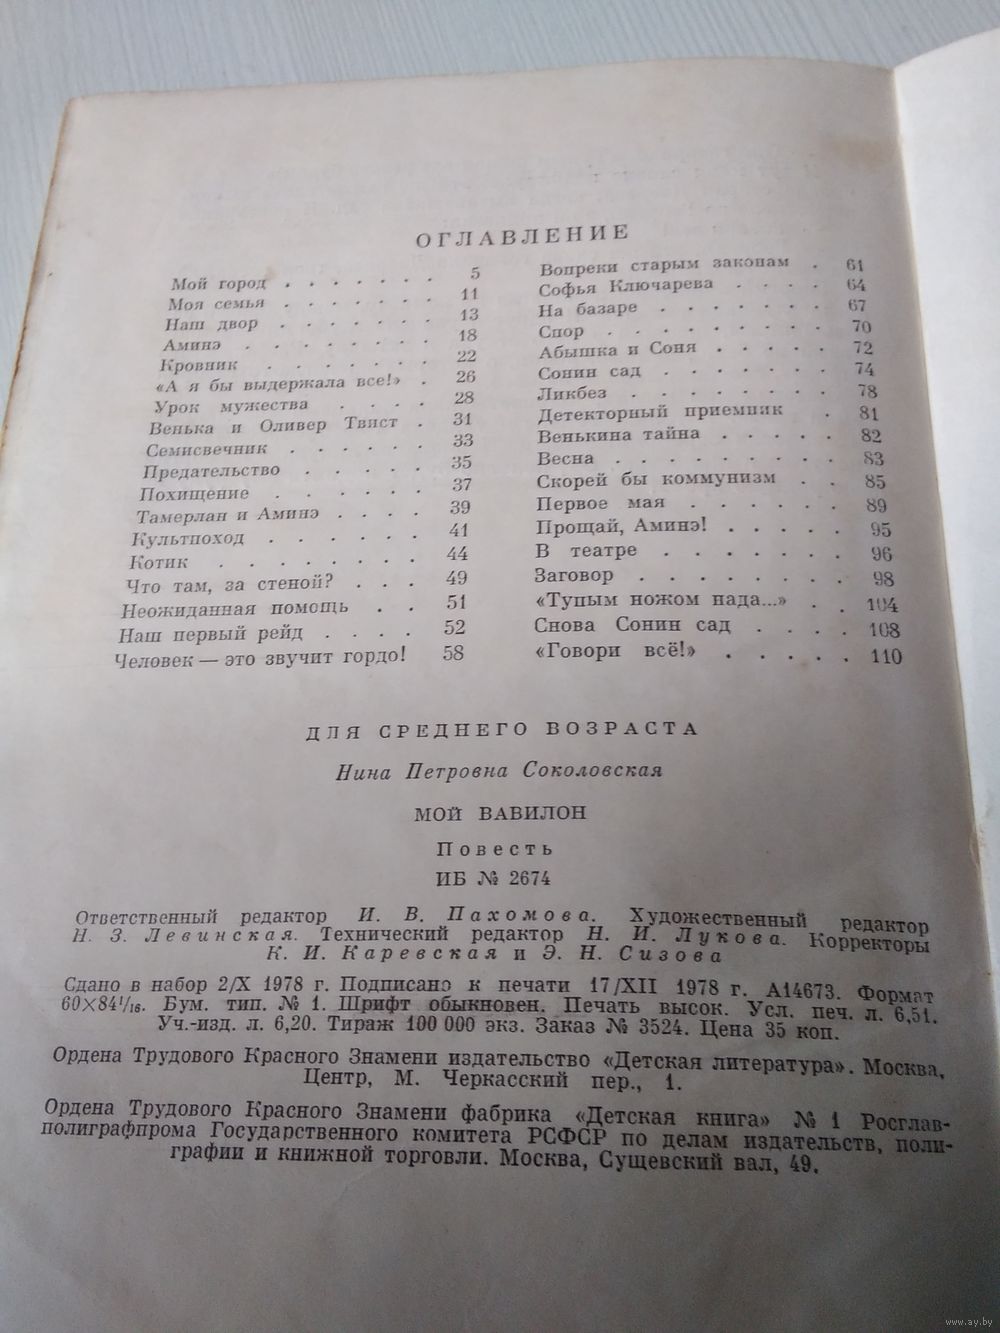 ОГЛАВЛЕНИЕ
Мой город . . . . . . . 5
Моя семья . . . . . . . 11
Наш двор . . . . . . . 13
Аминэ . . . . . . . . 18
Кровник . . . . . . . 22
«А я бы выдержала все!» . 26
Урок мужества . . . . 28
Венька и Оливер Твист . 31
Семисвечник . . . . . . 33
Предательство . . . . . 35
Похищение . . . . . . 37
Тамерлан и Аминэ . . . . 39
Культпоход . . . . . . 41
Котик . . . . . . . . 44
Что там, за стеной? . . . 49
Неожиданная помощь . . 51
Наш первый рейд . . . . 52
Человек — это звучит гордо! 58
Вопреки старым законам . 61
Софья Ключарева . . . . 64
На базаре . . . . . . . 67
Спор . . . . . . . . . 70
Абышка и Соня . . . . . 72
Сонин сад . . . . . . . 74
Ликбез . . . . . . . . 78
Детекторный приемник . 81
Венькина тайна . . . . . 82
Весна . . . . . . . . . 83
Скорей бы коммунизм . . 85
Первое мая . . . . . . 89
Прощай, Аминэ! . . . . . 95
В театре . . . . . . . 96
Заговор . . . . . . . . 98
«Тупым ножом нада...» . . 104
Снова Сонин сад . . . . 108
«Говори всё!» . . . . . 110
ДЛЯ СРЕДНЕГО ВОЗРАСТА
Нина Петровна Соколовская
МОЙ ВАВИЛОН
Повесть
ИБ № 2674
Ответственный редактор И. В. Пахомова. Художественный редактор
Н. З. Левинская. Технический редактор Н. И. Лукова. Корректоры
К. И. Каревская и Э. Н. Сизова
Сдано в набор 2/X 1978 г. Подписано к печати 17/XII 1978 г. А14673. Формат
60×84¹/₁₆. Бум. тип. № 1. Шрифт обыкновен. Печать высок. Усл. печ. л. 6,51.
Уч.-изд. л. 6,20. Тираж 100 000 экз. Заказ № 3524. Цена 35 коп.
Ордена Трудового Красного Знамени издательство «Детская литература». Москва,
Центр, М. Черкасский пер., 1.
Ордена Трудового Красного Знамени фабрика «Детская книга» № 1 Росглав-
полиграфпрома Государственного комитета РСФСР по делам издательств, поли-
графии и книжной торговли. Москва, Сущевский вал, 49.
www.ay.by